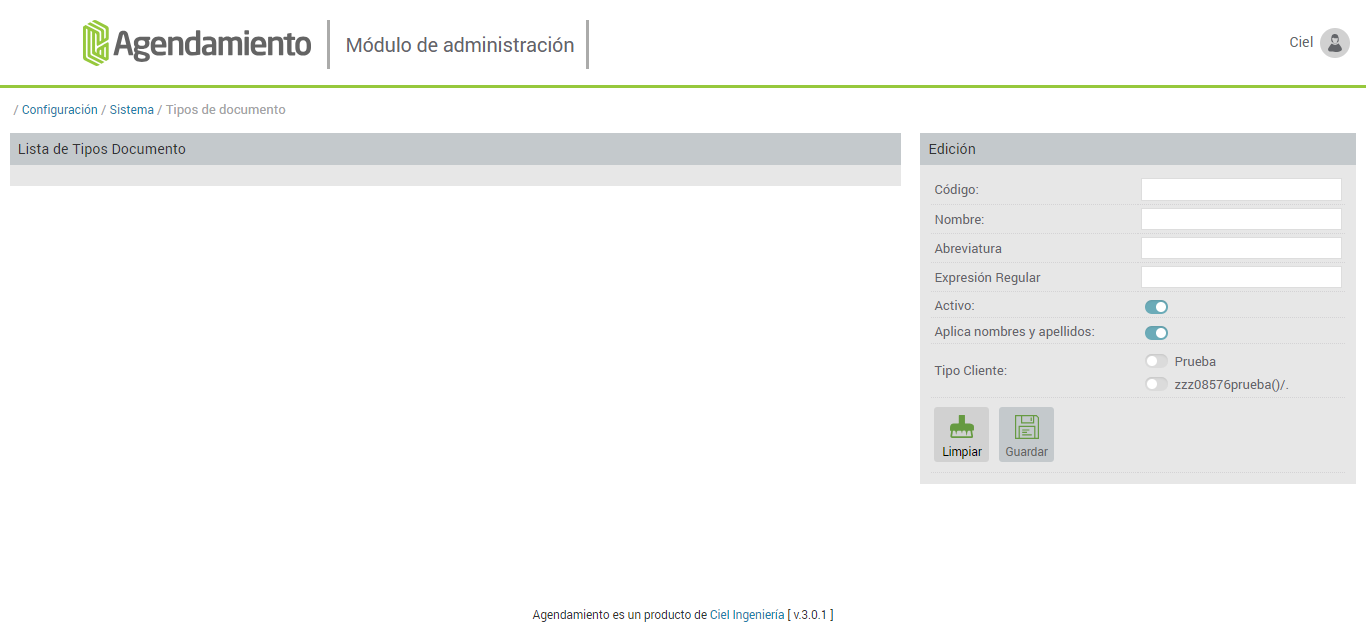 Agendamiento
Módulo de administración
Ciel
/ Configuración / Sistema / Tipos de documento
Lista de Tipos Documento
Edición
Código:
Nombre:
Abreviatura
Expresión Regular
Activo:
Aplica nombres y apellidos:
Tipo Cliente:
Prueba
zzz08576prueba()/.
Limpiar
Guardar
Agendamiento es un producto de Ciel Ingeniería [ v.3.0.1 ]